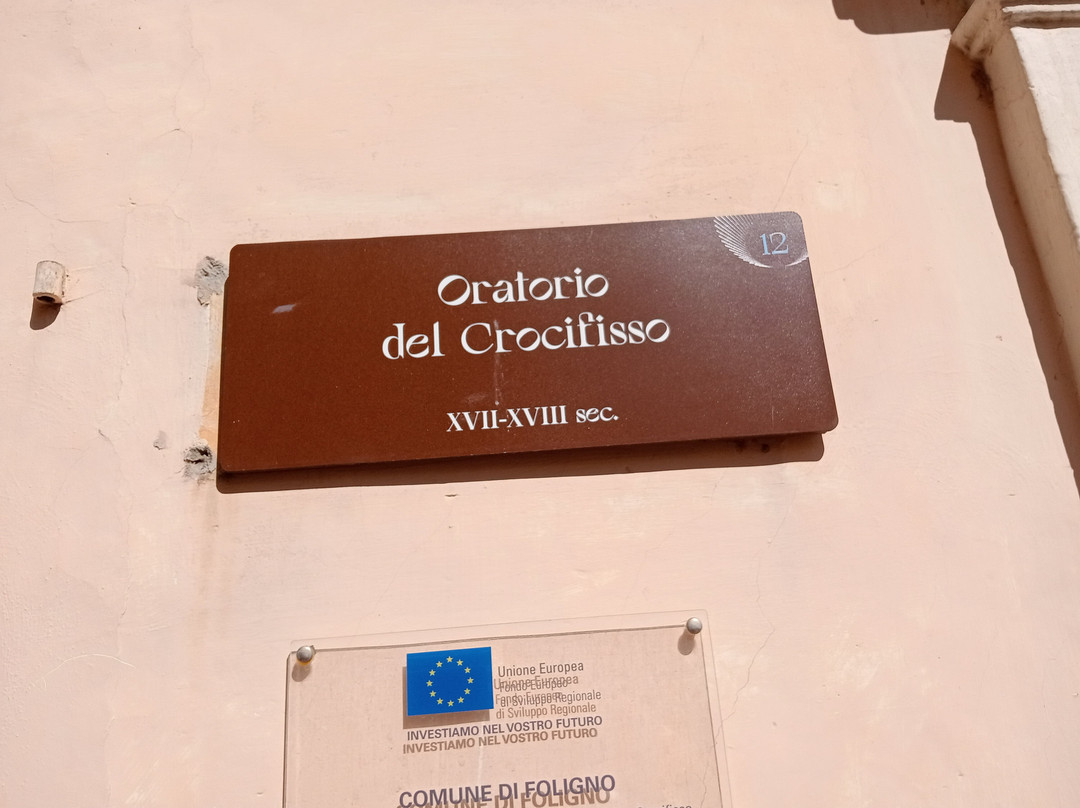 12
Oratorio
del Crocifisso
XVII-XVIII sec.
Unione Europea
Fondo Europeo
di Sviluppo Regionale
INVESTIAMO NEL VOSTRO FUTURO
COMUNE DI FOLIGNO